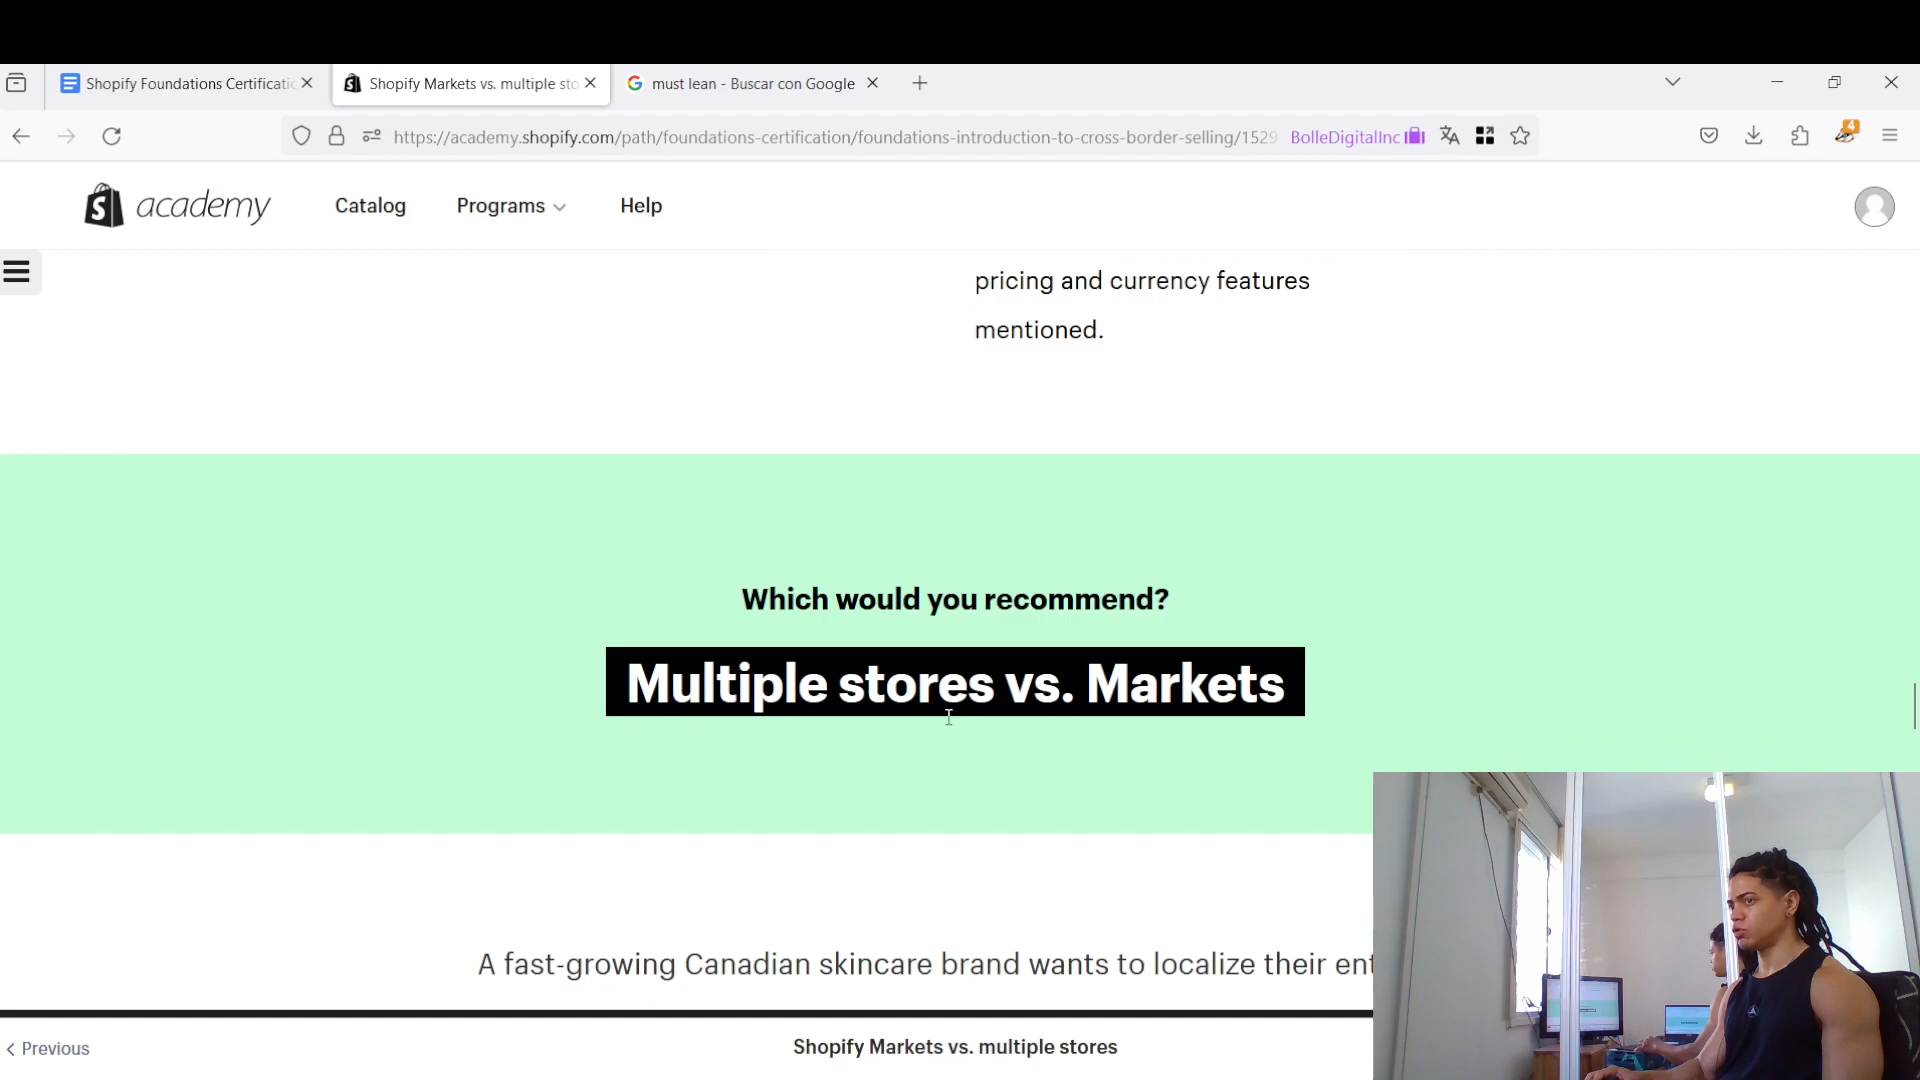 Shopify Foundations Certificatic
Shopify Markets vs. multiple sto
must lean - Buscar con Google
https://academy.shopify.com/path/foundations-certification/foundations-introduction-to-cross-border-selling/1529
BolleDigitalInc
4
academy
Catalog
Programs
Help
pricing and currency features
mentioned.
Which would you recommend?
Multiple stores vs. Markets
A fast-growing Canadian skincare brand wants to localize their ent
Previous
Shopify Markets vs. multiple stores